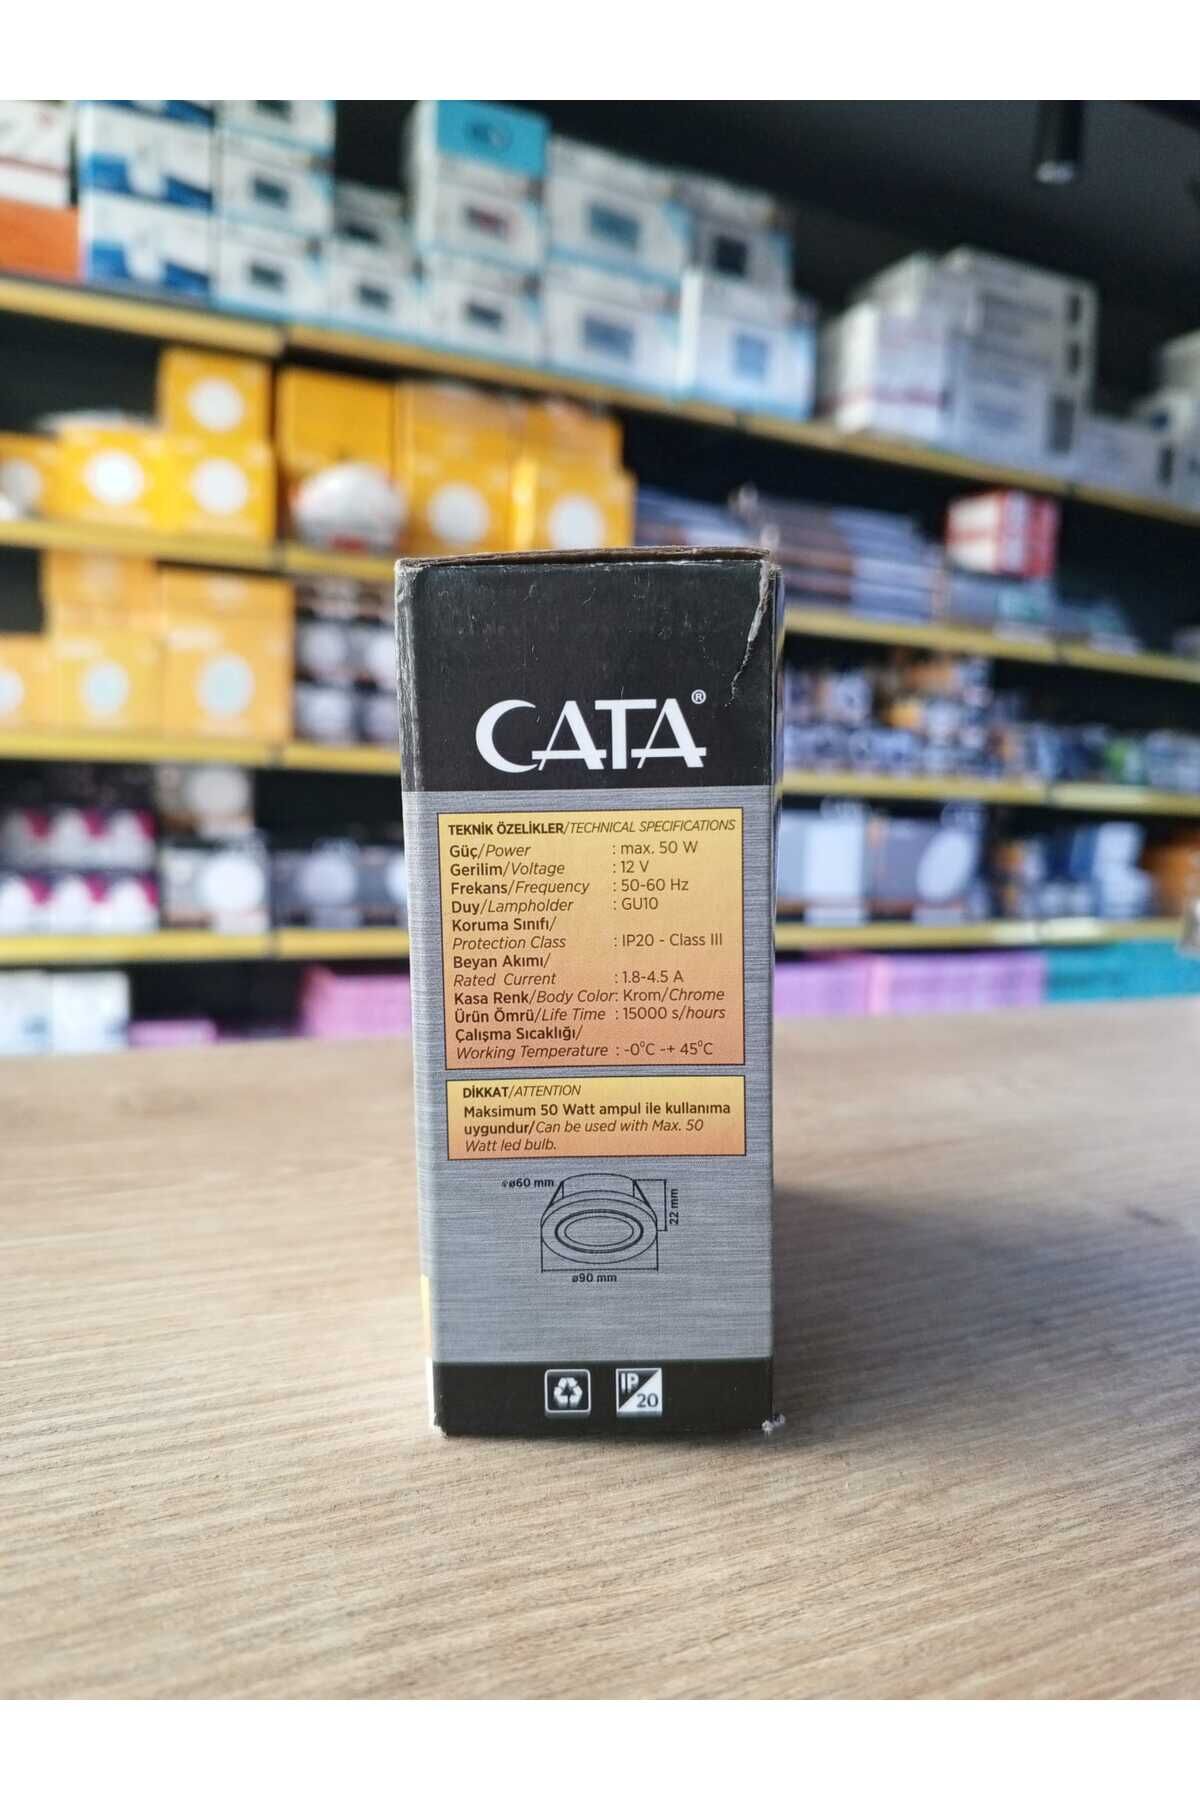 CATA®
TEKNİK ÖZELİKLER/TECHNICAL SPECIFICATIONS
Güç/Power : max. 50 W
Gerilim/Voltage : 12 V
Frekans/Frequency : 50-60 Hz
Duy/Lampholder : GU10
Koruma Sınıfı/
Protection Class : IP20 - Class III
Beyan Akımı/
Rated Current : 1.8-4.5 A
Kasa Renk/Body Color: Krom/Chrome
Ürün Ömrü/Life Time : 15000 s/hours
Çalışma Sıcaklığı/
Working Temperature : -0°C -+ 45°C
DİKKAT/ATTENTION
Maksimum 50 Watt ampul ile kullanıma
uygundur/Can be used with Max. 50
Watt led bulb.
ø60 mm
22 mm
ø90 mm
IP
20